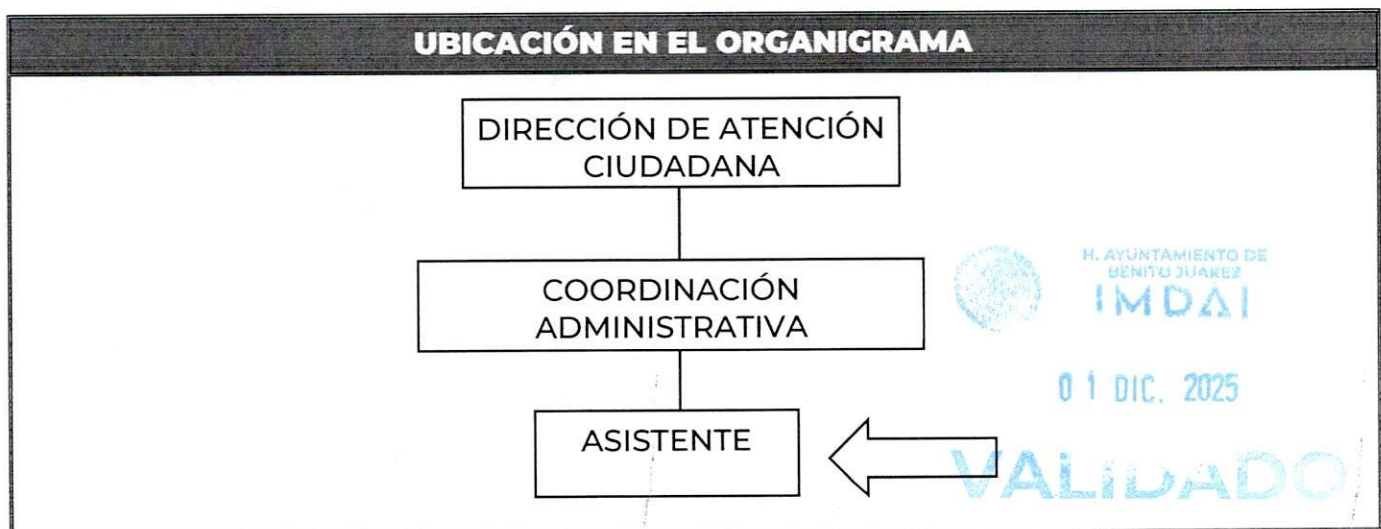 UBICACIÓN EN EL ORGANIGRAMA
DIRECCIÓN DE ATENCIÓN
CIUDADANA
COORDINACIÓN
ADMINISTRATIVA
H. AYUNTAMIENTO DE
BENITO JUAREZ
IMDAI
01 DIC. 2025
ASISTENTE
VALIDADO